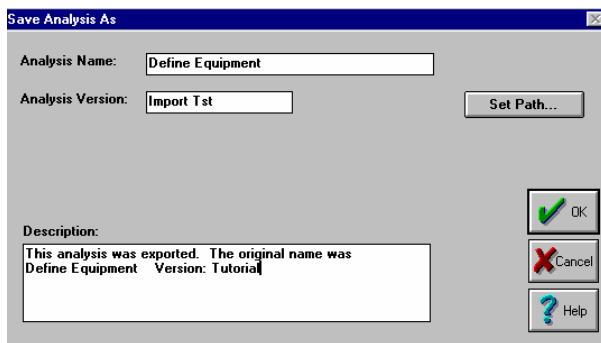 Save Analysis As
Analysis Name: Define Equipment
Analysis Version: Import Tst
Set Path...
OK
Description:
This analysis was exported. The original name was
Define Equipment Version: Tutorial
Cancel
Help